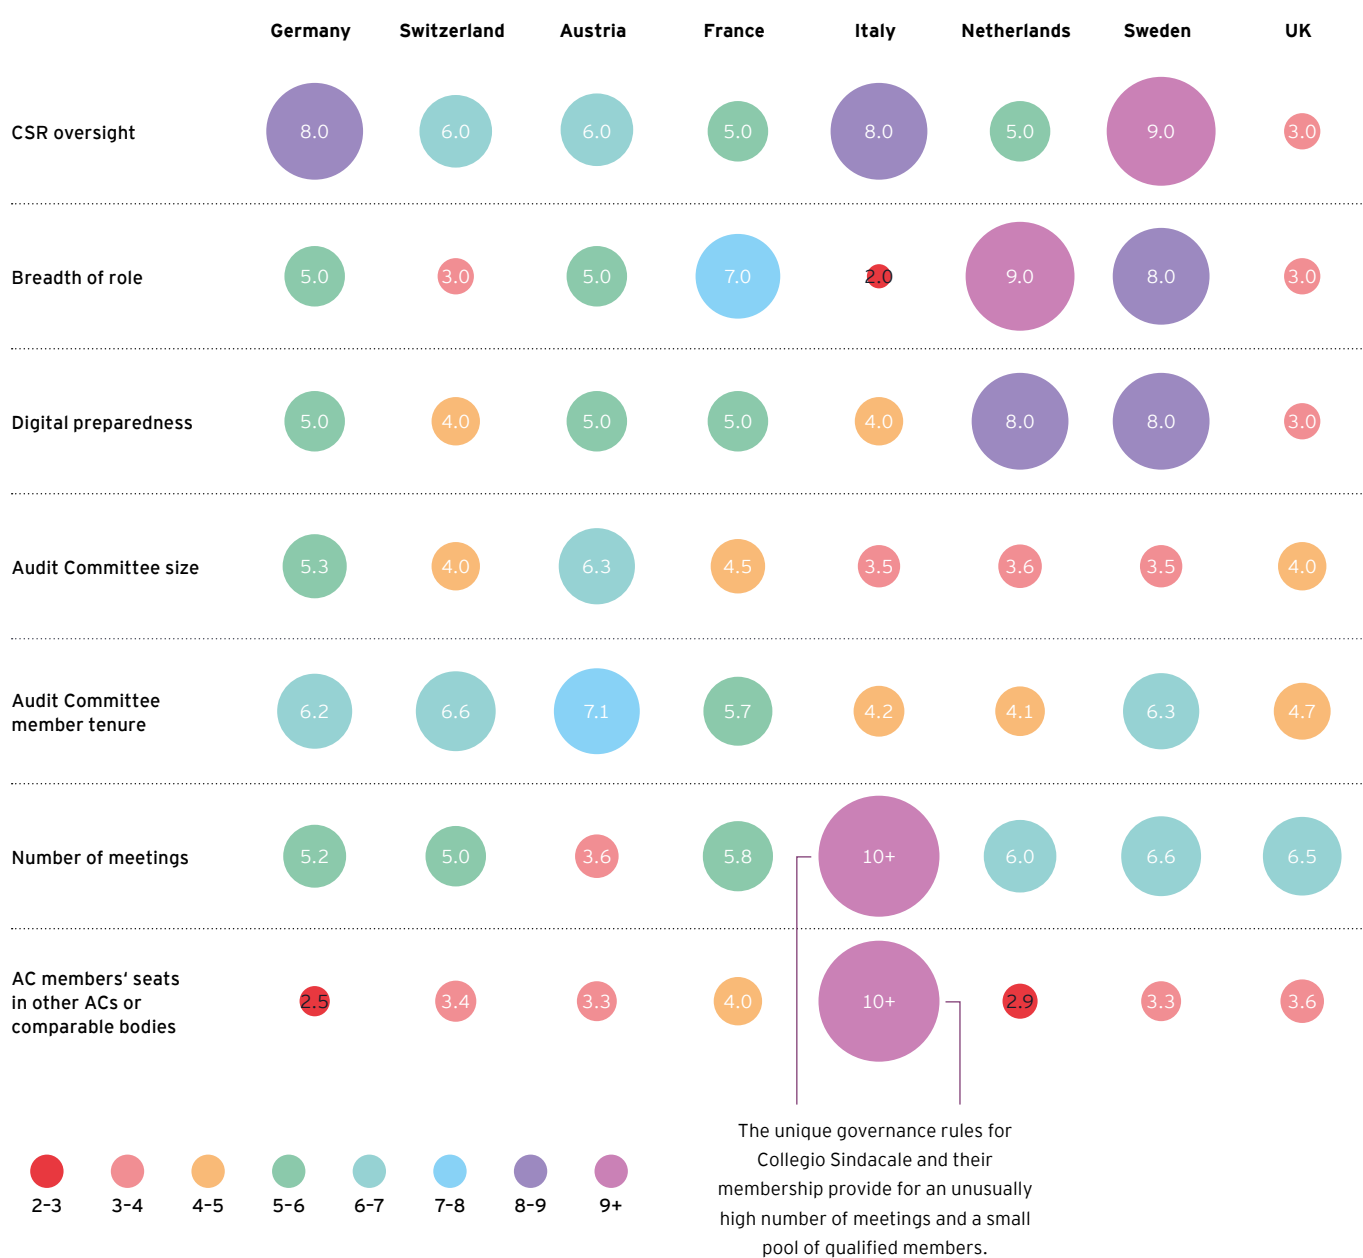 Germany Switzerland Austria France Italy Netherlands Sweden UK
CSR oversight 8.0 6.0 6.0 5.0 8.0 5.0 9.0 3.0
Breadth of role 5.0 3.0 5.0 7.0 2.0 9.0 8.0 3.0
Digital preparedness 5.0 4.0 5.0 5.0 4.0 8.0 8.0 3.0
Audit Committee size 5.3 4.0 6.3 4.5 3.5 3.6 3.5 4.0
Audit Committee
member tenure 6.2 6.6 7.1 5.7 4.2 4.1 6.3 4.7
Number of meetings 5.2 5.0 3.6 5.8 10+ 6.0 6.6 6.5
AC members‘ seats
in other ACs or
comparable bodies 2.5 3.4 3.3 4.0 10+ 2.9 3.3 3.6
The unique governance rules for
Collegio Sindacale and their
membership provide for an unusually
high number of meetings and a small
pool of qualified members.
2–3 3–4 4–5 5–6 6–7 7–8 8–9 9+